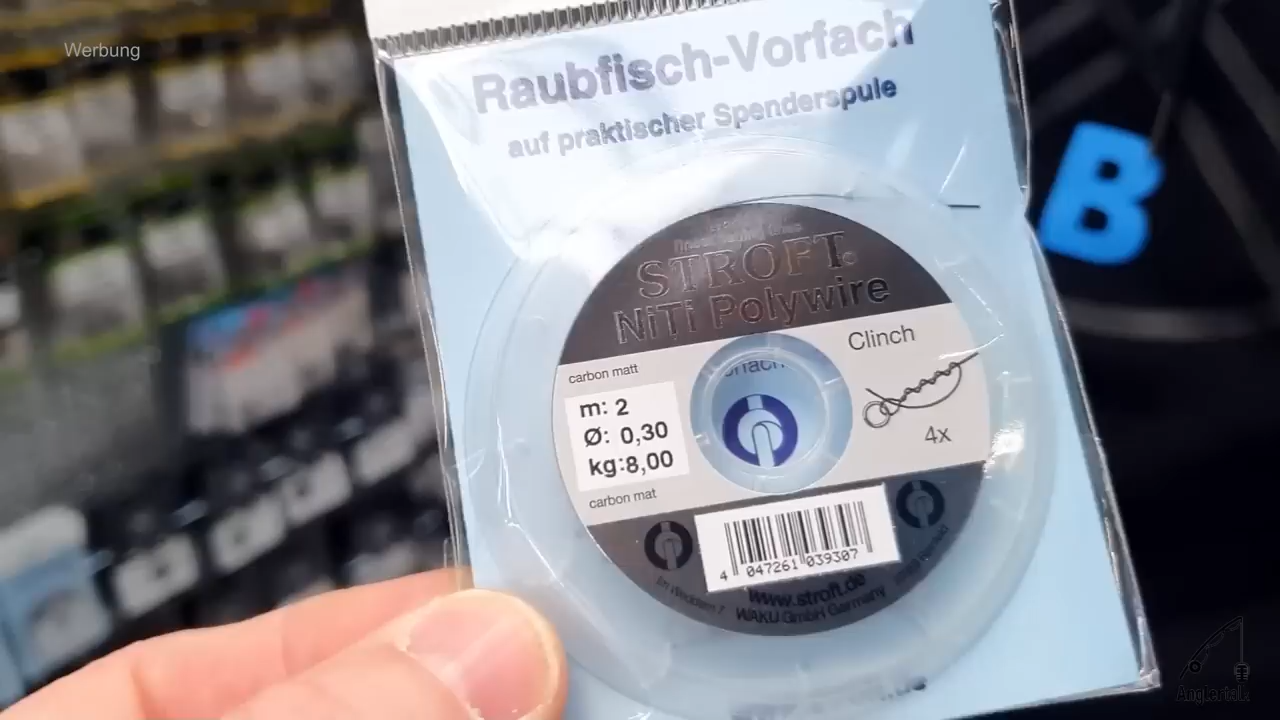 Werbung
Raubfisch-Vorfach
auf praktischer Spenderspule
B
STROFT®
NiTi Polywire
carbon matt
m: 2
Ø: 0,30
kg:8,00
carbon mat
orfach
Clinch
4x
4 047261 039307
www.stroft.de
WAKU GmbH Germany
Anglertalk